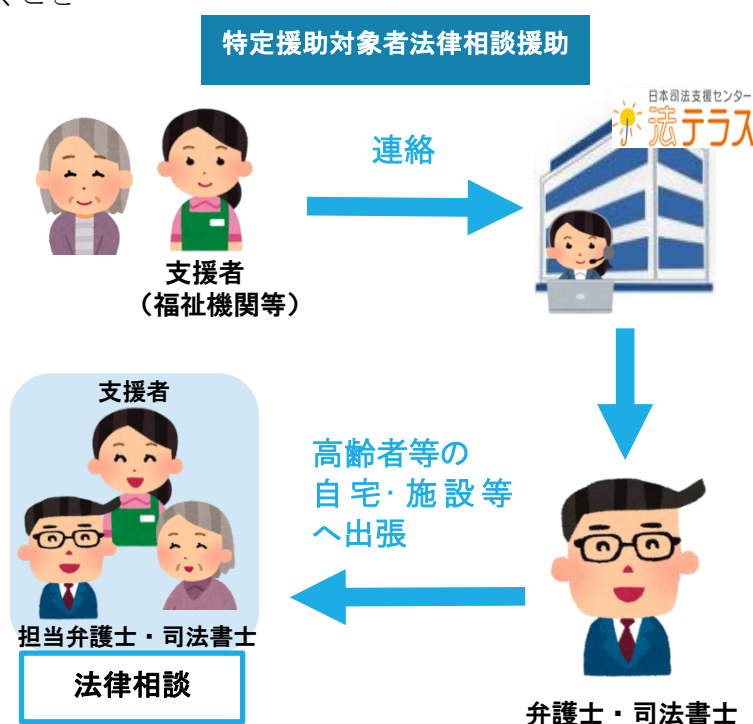 特定援助対象者法律相談援助
日本司法支援センター
法テラス
連絡
支援者
（福祉機関等）
支援者
高齢者等の
自宅・施設等
へ出張
担当弁護士・司法書士
法律相談
弁護士・司法書士